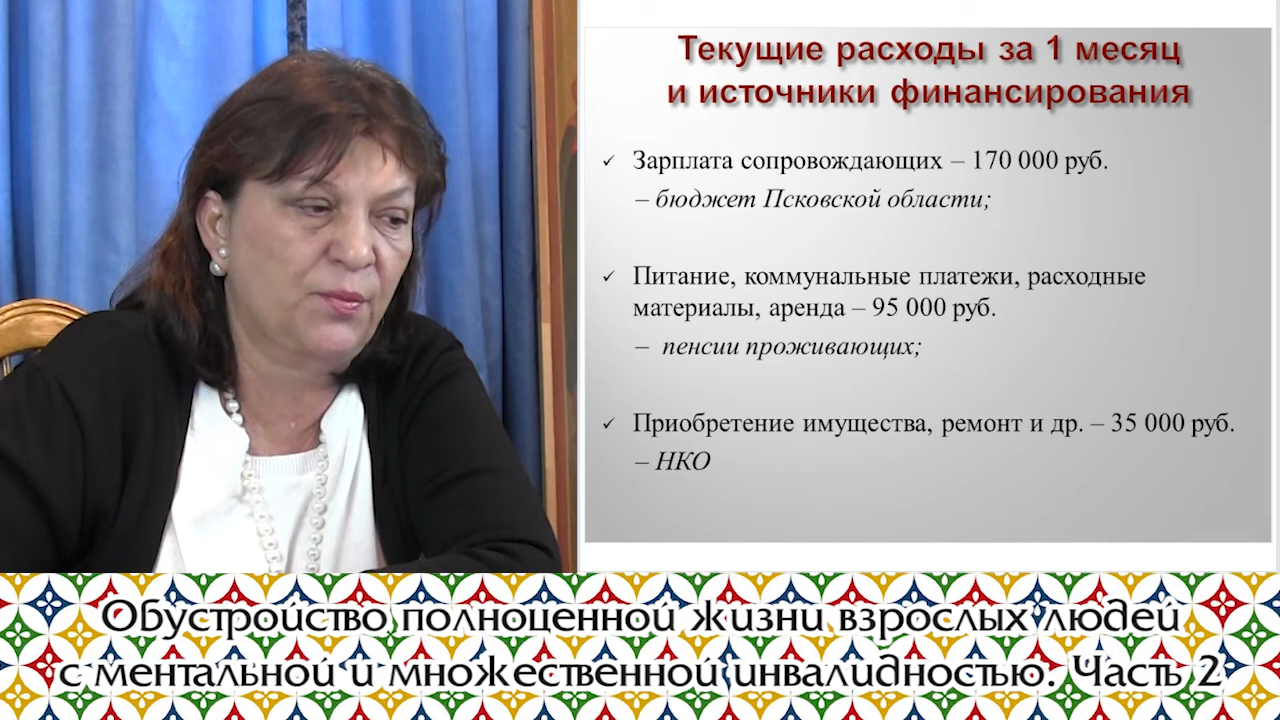 Текущие расходы за 1 месяц
и источники финансирования
✓ Зарплата сопровождающих – 170 000 руб.
– бюджет Псковской области;
✓ Питание, коммунальные платежи, расходные
материалы, аренда – 95 000 руб.
– пенсии проживающих;
✓ Приобретение имущества, ремонт и др. – 35 000 руб.
– НКО
Обустройство полноценной жизни взрослых людей
с ментальной и множественной инвалидностью. Часть 2